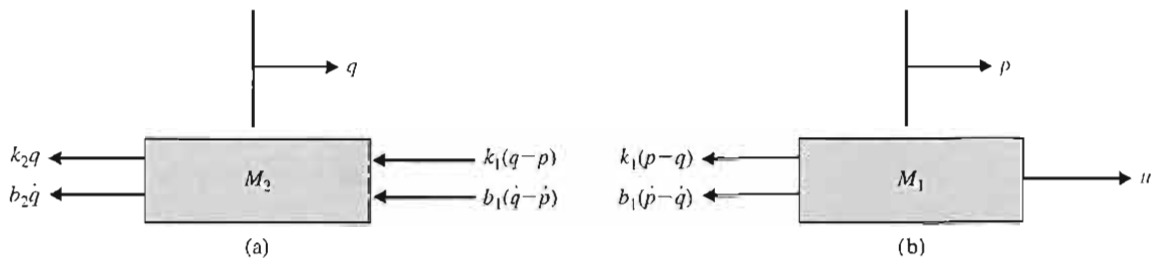 q
p
k₂q
b₂q̇
M₂
k₁(q−p)
b₁(q̇−ṗ)
k₁(p−q)
b₁(ṗ−q̇)
M₁
u
(a)
(b)